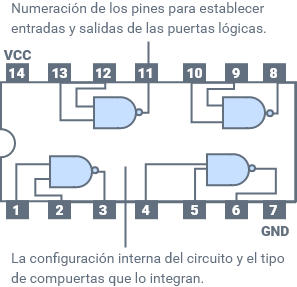 Numeración de los pines para establecer
entradas y salidas de las puertas lógicas.
VCC
14 13 12 11 10 9 8
1 2 3 4 5 6 7
GND
La configuración interna del circuito y el tipo
de compuertas que lo integran.